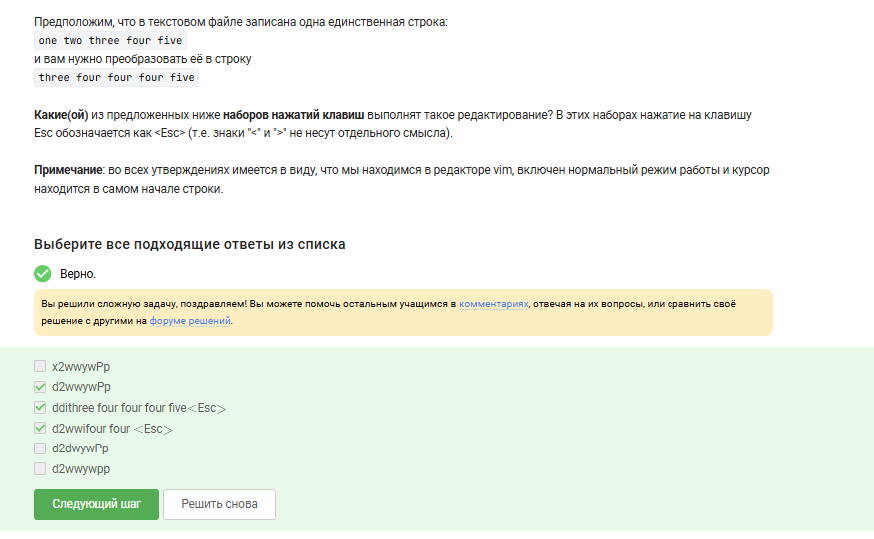 Предположим, что в текстовом файле записана одна единственная строка:
one two three four five
и вам нужно преобразовать её в строку
three four four four five
Какие(ой) из предложенных ниже наборов нажатий клавиш выполнят такое редактирование? В этих наборах нажатие на клавишу
Esc обозначается как <Esc> (т.е. знаки "<" и ">" не несут отдельного смысла).
Примечание: во всех утверждениях имеется в виду, что мы находимся в редакторе vim, включен нормальный режим работы и курсор
находится в самом начале строки.
Выберите все подходящие ответы из списка
Верно.
Вы решили сложную задачу, поздравляем! Вы можете помочь остальным учащимся в комментариях, отвечая на их вопросы, или сравнить своё
решение с другими на форуме решений.
x2wwywPp
d2wwywPp
ddithree four four four five<Esc>
d2wwifour four <Esc>
d2dwywPp
d2wwywpp
Следующий шаг
Решить снова